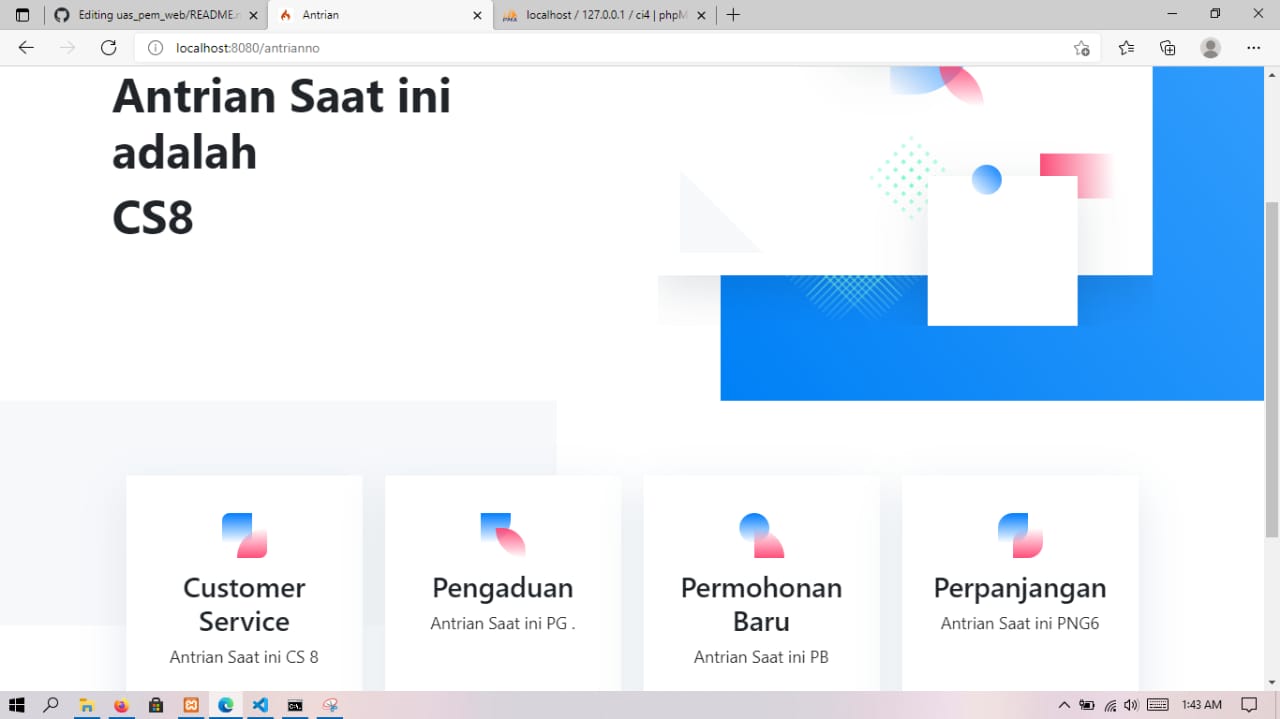 Editing uas_pem_web/README.m
Antrian
localhost / 127.0.0.1 / ci4 | phpM
localhost:8080/antrianno
Antrian Saat ini
adalah
CS8
Customer
Service
Antrian Saat ini CS 8
Pengaduan
Antrian Saat ini PG .
Permohonan
Baru
Antrian Saat ini PB
Perpanjangan
Antrian Saat ini PNG6
1:43 AM